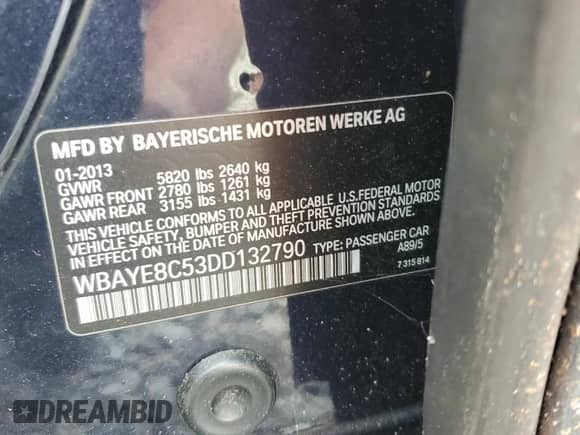 MFD BY BAYERISCHE MOTOREN WERKE AG
01-2013
GVWR 5820 lbs 2640 kg
GAWR FRONT 2780 lbs 1261 kg
GAWR REAR 3155 lbs 1431 kg
THIS VEHICLE CONFORMS TO ALL APPLICABLE U.S.FEDERAL MOTOR
VEHICLE SAFETY, BUMPER AND THEFT PREVENTION STANDARDS
IN EFFECT ON THE DATE OF MANUFACTURE SHOWN ABOVE.
WBAYE8C53DD132790 TYPE: PASSENGER CAR
A89/5
7 315 814
DREAMBID